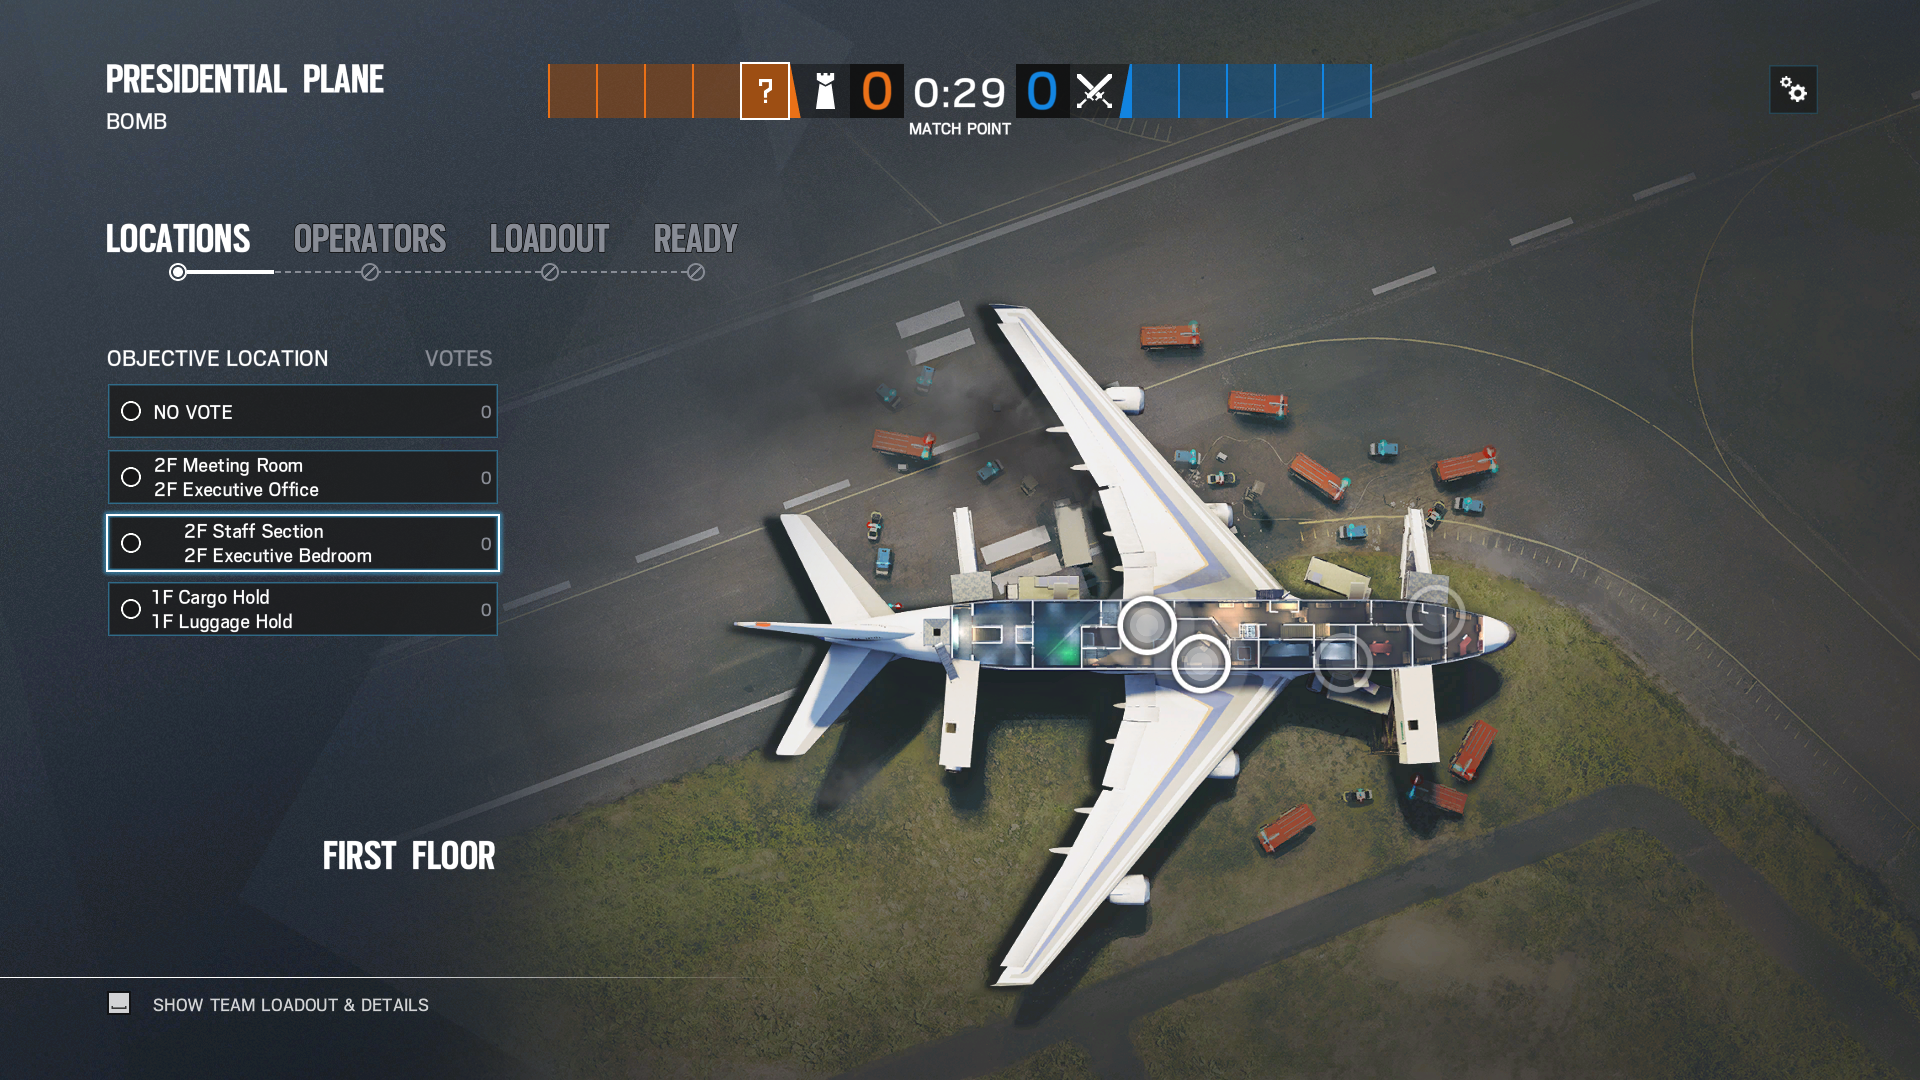 PRESIDENTIAL PLANE
BOMB
?
0
0:29
0
MATCH POINT
LOCATIONS
OPERATORS
LOADOUT
READY
OBJECTIVE LOCATION
VOTES
NO VOTE
0
2F Meeting Room
2F Executive Office
0
2F Staff Section
2F Executive Bedroom
0
1F Cargo Hold
1F Luggage Hold
0
FIRST FLOOR
SHOW TEAM LOADOUT & DETAILS